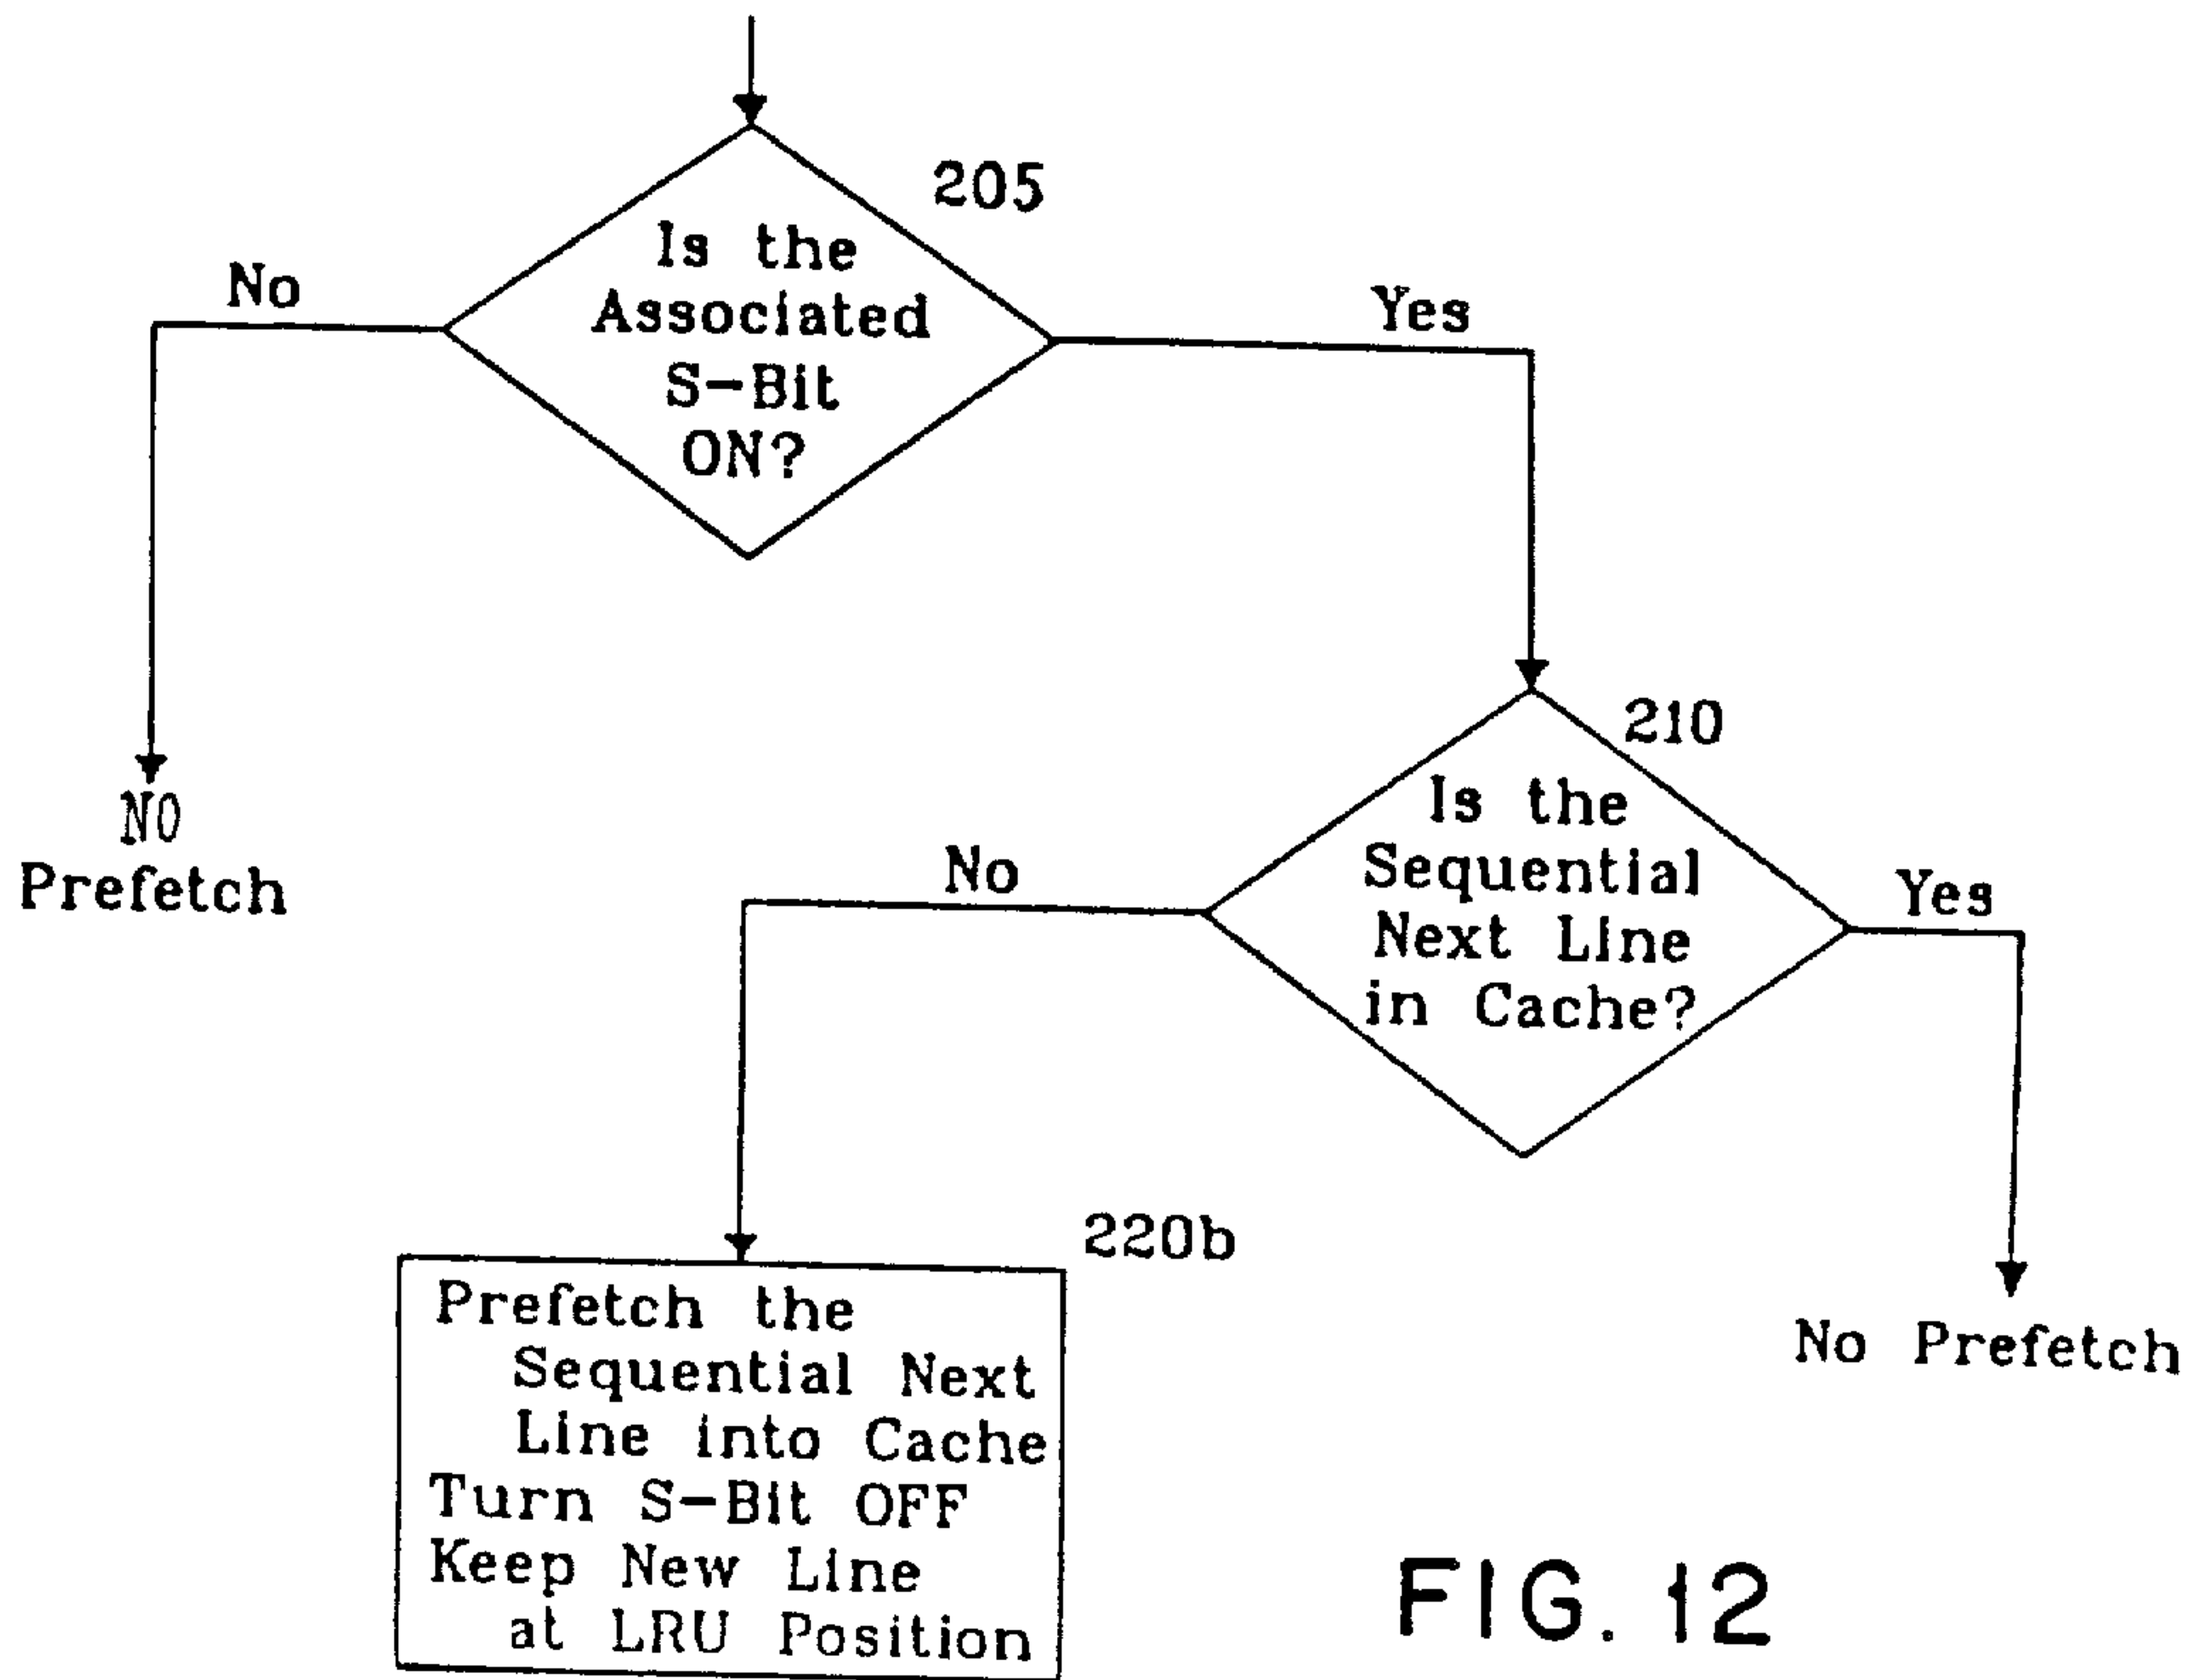 205
Is the
Associated
S-Bit
ON?
No
Yes
NO
Prefetch
210
Is the
Sequential
Next Line
in Cache?
No
Yes
No Prefetch
220b
Prefetch the
Sequential Next
Line into Cache
Turn S-Bit OFF
Keep New Line
at LRU Position
FIG. 12